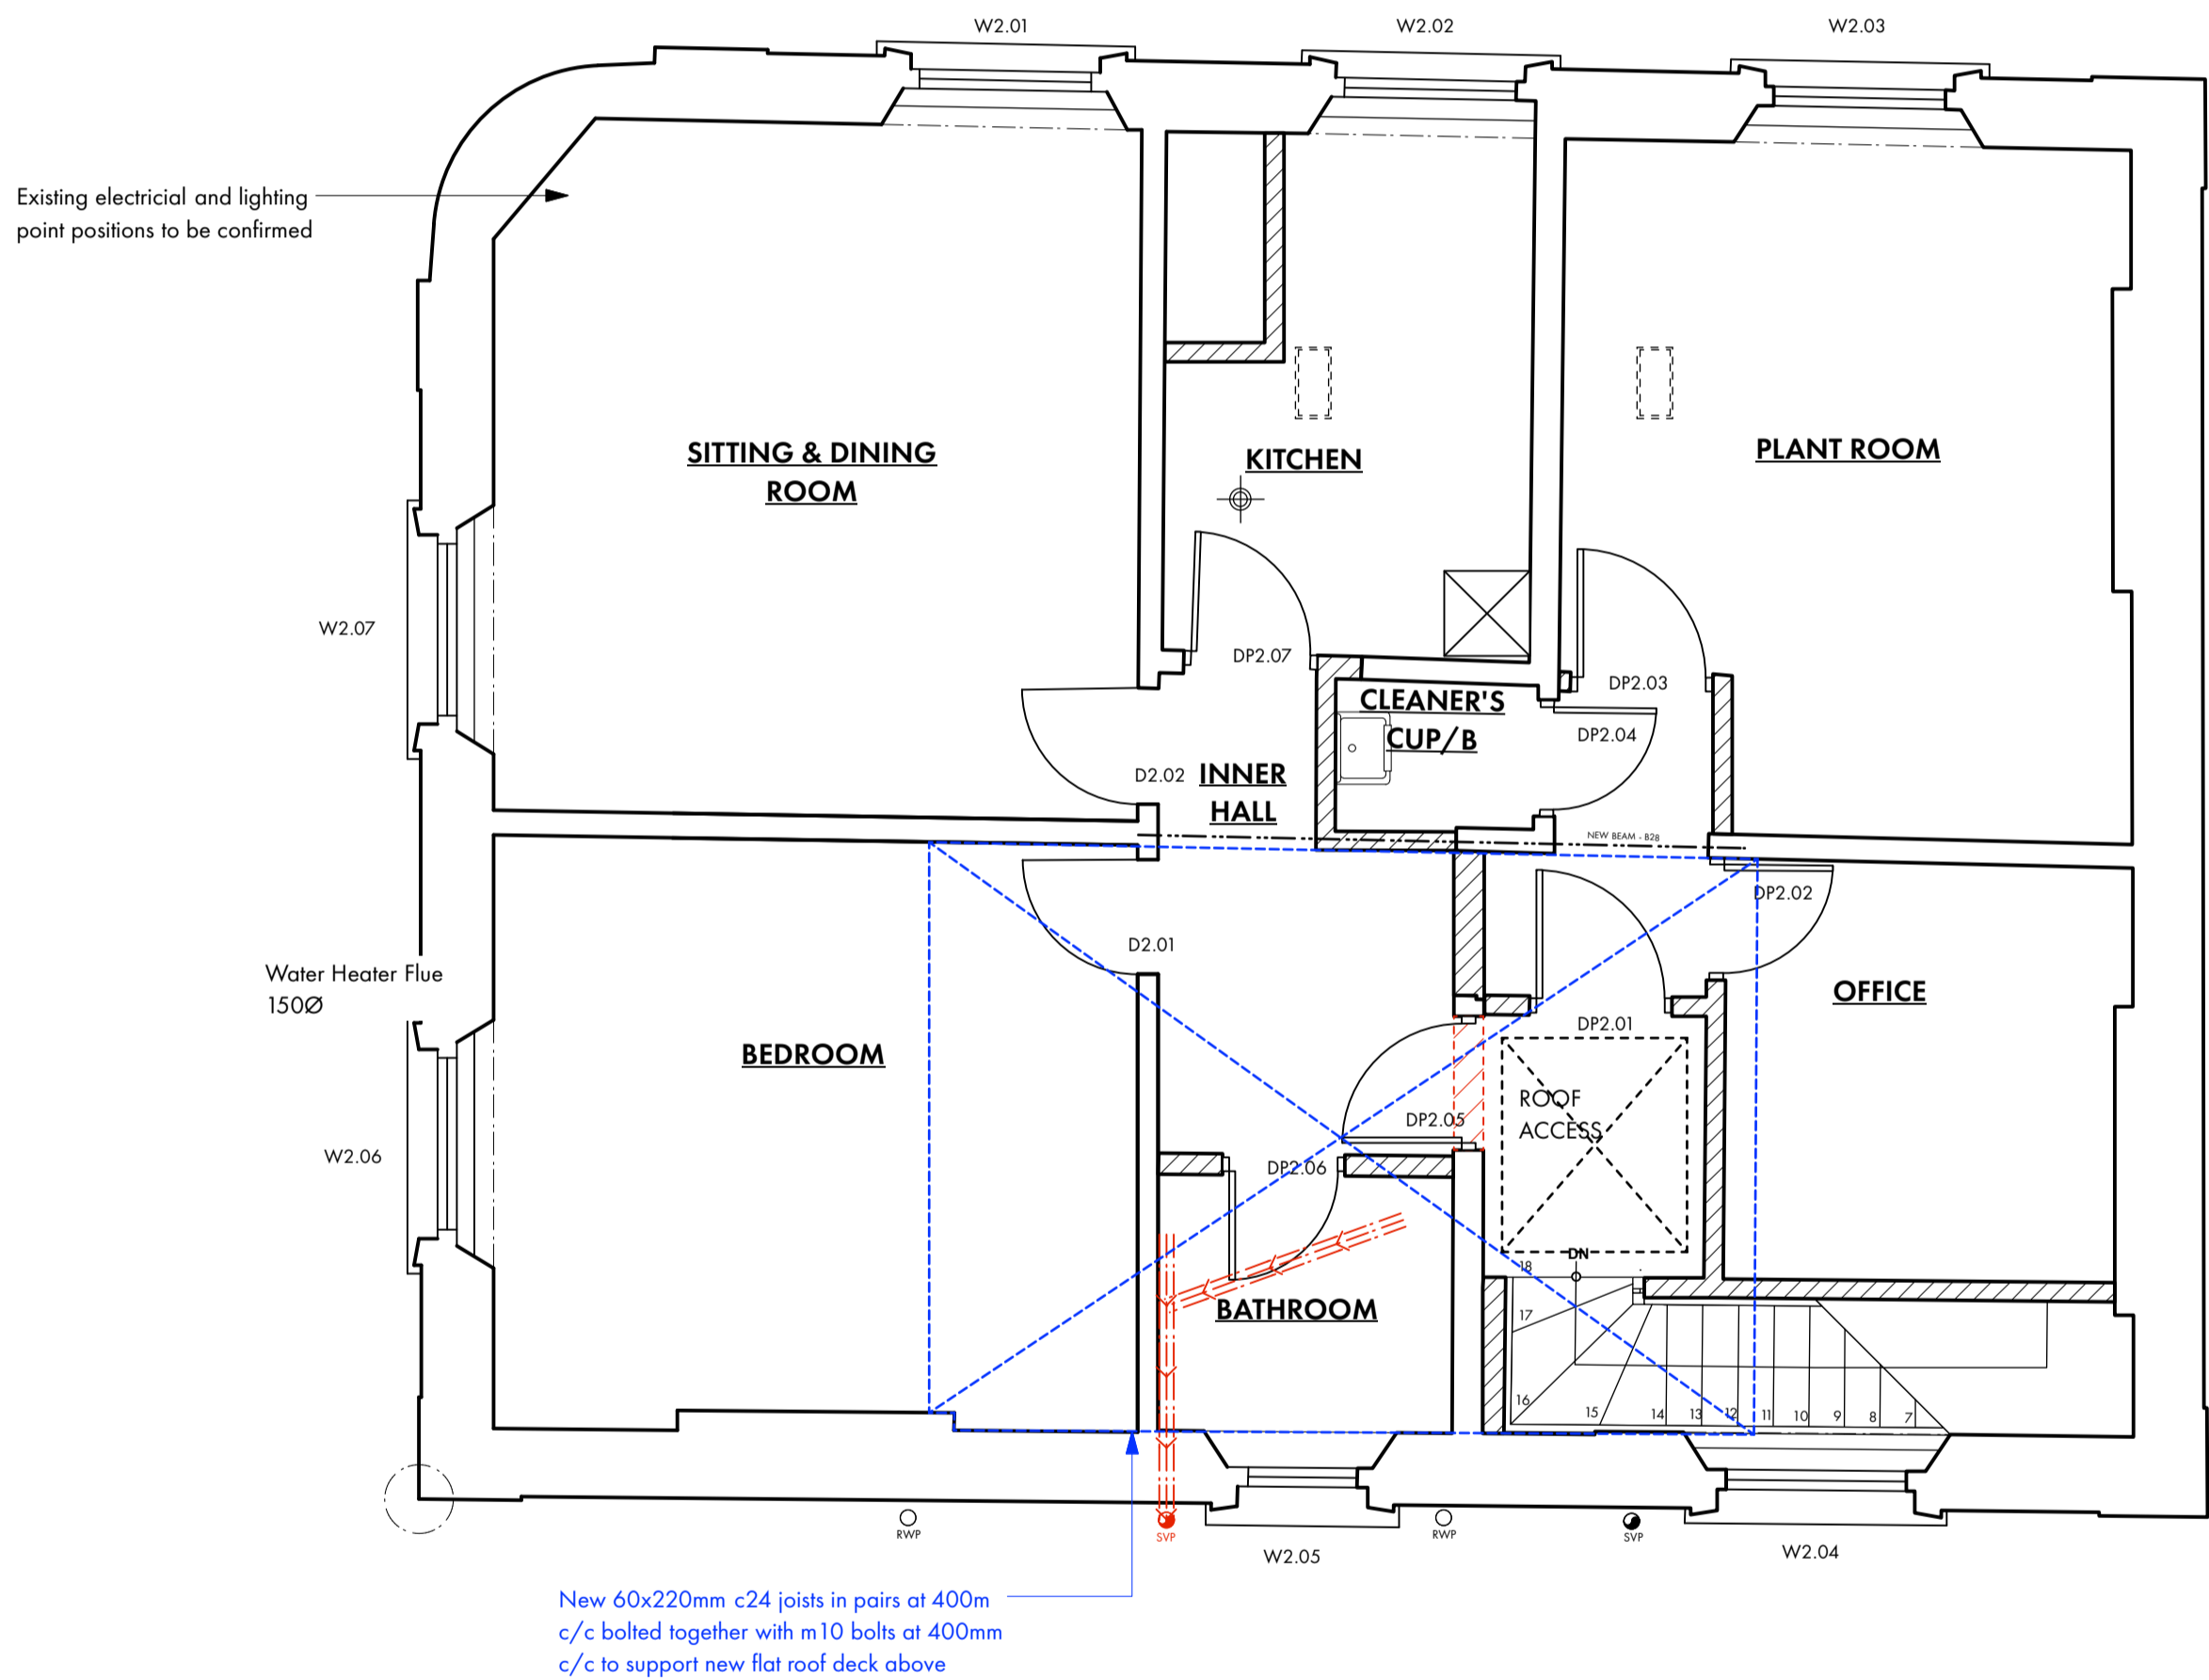 W2.01
W2.02
W2.03
Existing electricial and lighting
point positions to be confirmed
SITTING & DINING
ROOM
KITCHEN
PLANT ROOM
W2.07
DP2.07
DP2.03
CLEANER'S
CUP/B
DP2.04
D2.02
INNER
HALL
NEW BEAM - B28
DP2.02
D2.01
Water Heater Flue
150Ø
OFFICE
DP2.01
BEDROOM
ROOF
ACCESS
DP2.05
W2.06
DP2.06
DN
18
BATHROOM
17
16
15
14
13
12
11
10
9
8
7
RWP
SVP
RWP
SVP
W2.05
W2.04
New 60x220mm c24 joists in pairs at 400m
c/c bolted together with m10 bolts at 400mm
c/c to support new flat roof deck above